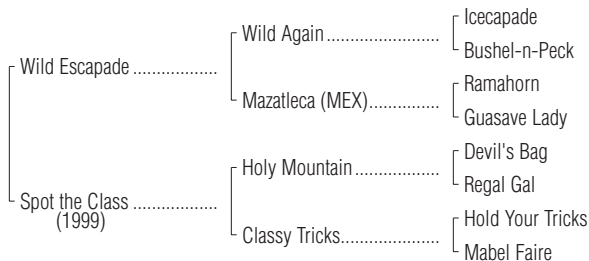 Icecapade
Wild Again ....................
Bushel-n-Peck
Wild Escapade ..................
Ramahorn
Mazatleca (MEX)...............
Guasave Lady
Devil's Bag
Holy Mountain ..................
Regal Gal
Spot the Class ..................
(1999)
Hold Your Tricks
Classy Tricks.....................
Mabel Faire